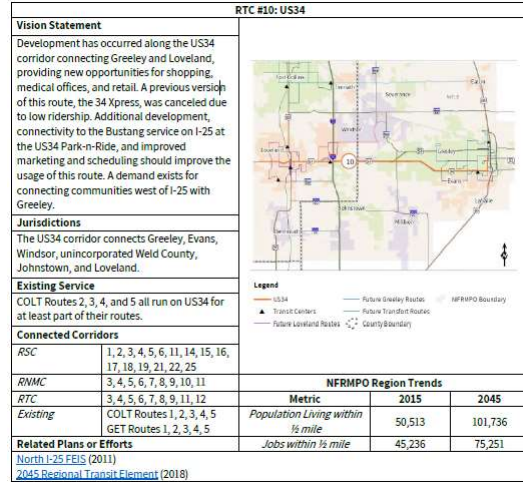 RTC #10: US34
Vision Statement
Development has occurred along the US34
corridor connecting Greeley and Loveland,
providing new opportunities for shopping,
medical offices, and retail. A previous version
of this route, the 34 Xpress, was canceled due
to low ridership. Additional development,
connectivity to the Bustang service on I-25 at
the US34 Park-n-Ride, and improved
marketing and scheduling should improve the
usage of this route. A demand exists for
connecting communities west of I-25 with
Greeley.
Jurisdictions
The US34 corridor connects Greeley, Evans,
Windsor, unincorporated Weld County,
Johnstown, and Loveland.
Existing Service
COLT Routes 2, 3, 4, and 5 all run on US34 for
at least part of their routes.
Connected Corridors
RSC 1, 2, 3, 4, 5, 6, 11, 14, 15, 16,
17, 18, 19, 21, 22, 25
RNMC 3, 4, 5, 6, 7, 8, 9, 10, 11
RTC 3, 4, 5, 6, 7, 8, 9, 11, 12
Existing COLT Routes 1, 2, 3, 4, 5
GET Routes 1, 2, 3, 4, 5
Related Plans or Efforts
North I-25 FEIS (2011)
2045 Regional Transit Element (2018)
Severance
Eaton
Windsor
Greeley
Evans
LaSalle
Johnstown
Milliken
10
Legend
US34
Transit Centers
Future Loveland Routes
Future Greeley Routes
Future Transfort Routes
County Boundary
NFRMPO Boundary
NFRMPO Region Trends
Metric 2015 2045
Population Living within
½ mile 50,513 101,736
Jobs within ½ mile 45,236 75,251